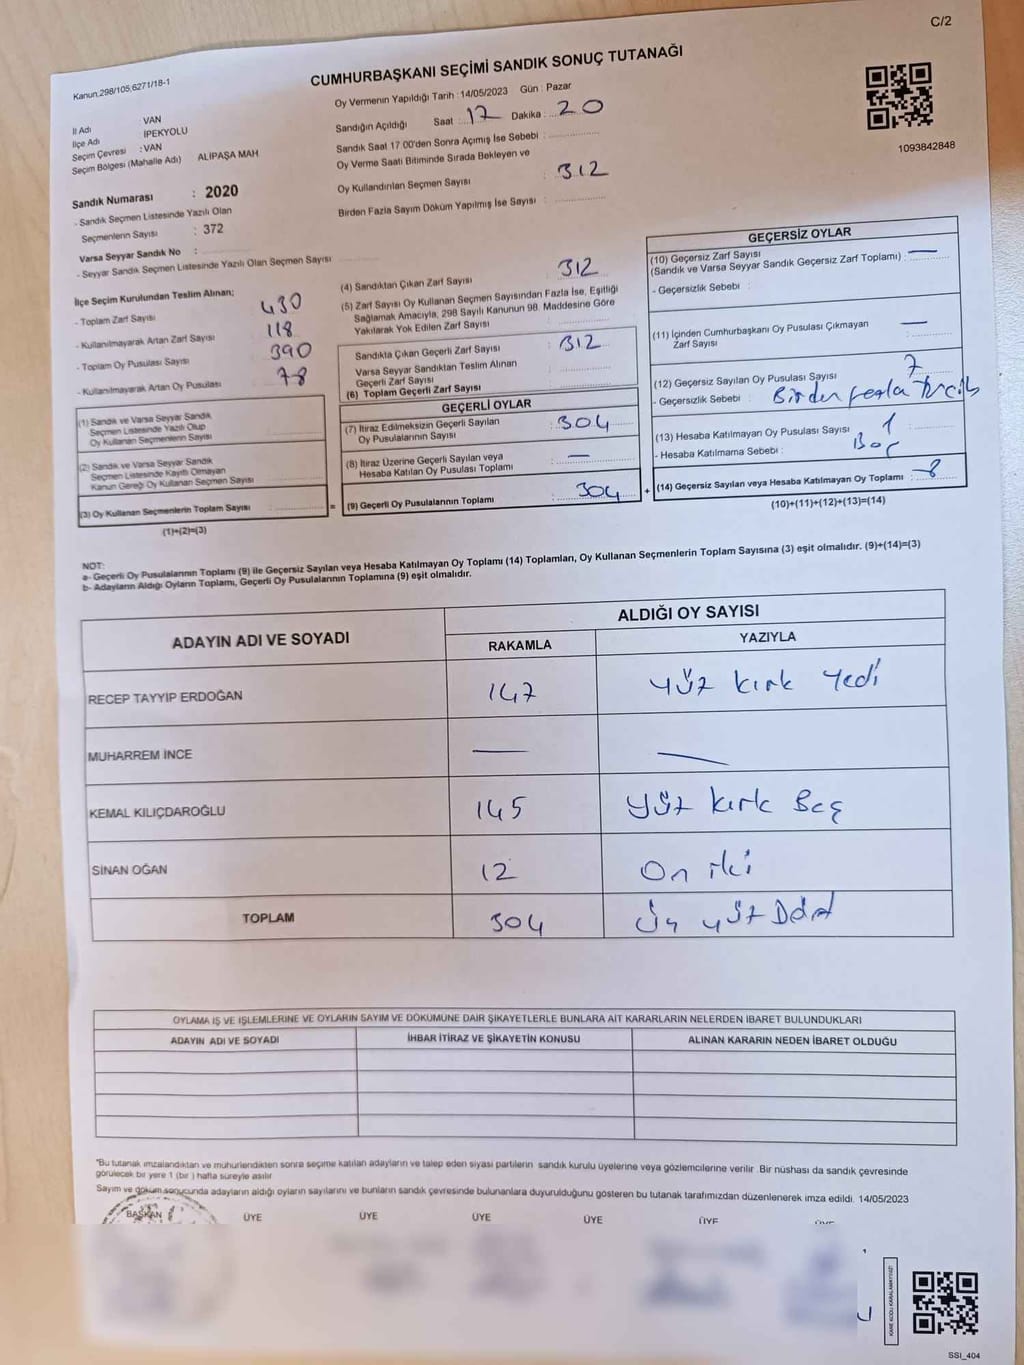 C/2
Kanun,298/105,6271/18-1
CUMHURBAŞKANI SEÇİMİ SANDIK SONUÇ TUTANAĞI
İl Adı VAN
İlçe Adı İPEKYOLU
Seçim Çevresi : VAN
Seçim Bölgesi (Mahalle Adı) ALİPAŞA MAH
Sandık Numarası : 2020
- Sandık Seçmen Listesinde Yazılı Olan
Seçmenlerin Sayısı : 372
Varsa Seyyar Sandık No :
- Seyyar Sandık Seçmen Listesinde Yazılı Olan Seçmen Sayısı
Oy Vermenin Yapıldığı Tarih : 14/05/2023 Gün : Pazar
Sandığın Açıldığı Saat : 17 Dakika : 20
Sandık Saat 17.00'den Sonra Açımış İse Sebebi :
Oy Verme Saati Bitiminde Sırada Bekleyen ve
Oy Kullandırılan Seçmen Sayısı : 312
Birden Fazla Sayım Döküm Yapılmış İse Sayısı :
1093842848
İlçe Seçim Kurulundan Teslim Alınan;
- Toplam Zarf Sayısı 430
- Kullanılmayarak Artan Zarf Sayısı 118
- Toplam Oy Pusulası Sayısı 390
- Kullanılmayarak Artan Oy Pusulası 78
(1) Sandık ve Varsa Seyyar Sandık
Seçmen Listesinde Yazılı Olup
Oy Kullanan Seçmenlerin Sayısı
(2) Sandık ve Varsa Seyyar Sandık
Seçmen Listesinde Kayıtlı Olmayan
Kanun Gereği Oy Kullanan Seçmen Sayısı
(3) Oy Kullanan Seçmenlerin Toplam Sayısı =
(1)+(2)=(3)
(4) Sandıktan Çıkan Zarf Sayısı 312
(5) Zarf Sayısı Oy Kullanan Seçmen Sayısından Fazla İse, Eşitliği
Sağlamak Amacıyla, 298 Sayılı Kanunun 98. Maddesine Göre
Yakılarak Yok Edilen Zarf Sayısı
Sandıkta Çıkan Geçerli Zarf Sayısı : 312
Varsa Seyyar Sandıktan Teslim Alınan
Geçerli Zarf Sayısı
(6) Toplam Geçerli Zarf Sayısı
GEÇERLİ OYLAR
(7) İtiraz Edilmeksizin Geçerli Sayılan
Oy Pusulalarının Sayısı : 304
(8) İtiraz Üzerine Geçerli Sayılan veya
Hesaba Katılan Oy Pusulası Toplamı : —
(9) Geçerli Oy Pusulalarının Toplamı : 304 +
GEÇERSİZ OYLAR
(10) Geçersiz Zarf Sayısı
(Sandık ve Varsa Seyyar Sandık Geçersiz Zarf Toplamı) : —
- Geçersizlik Sebebi :
(11) İçinden Cumhurbaşkanı Oy Pusulası Çıkmayan
Zarf Sayısı —
(12) Geçersiz Sayılan Oy Pusulası Sayısı 7
- Geçersizlik Sebebi : Birden fazla tercih
(13) Hesaba Katılmayan Oy Pusulası Sayısı : 1
- Hesaba Katılmama Sebebi : Boş
(14) Geçersiz Sayılan veya Hesaba Katılmayan Oy Toplamı : 8
(10)+(11)+(12)+(13)=(14)
NOT:
a- Geçerli Oy Pusulalarının Toplamı (9) ile Geçersiz Sayılan veya Hesaba Katılmayan Oy Toplamı (14) Toplamları, Oy Kullanan Seçmenlerin Toplam Sayısına (3) eşit olmalıdır. (9)+(14)=(3)
b- Adayların Aldığı Oyların Toplamı, Geçerli Oy Pusulalarının Toplamına (9) eşit olmalıdır.
ADAYIN ADI VE SOYADI ALDIĞI OY SAYISI
RAKAMLA YAZIYLA
RECEP TAYYİP ERDOĞAN 147 Yüz kırk Yedi
MUHARREM İNCE — —
KEMAL KILIÇDAROĞLU 145 yüz kırk Beş
SİNAN OĞAN 12 On iki
TOPLAM 304 Üç yüz Dört
OYLAMA İŞ VE İŞLEMLERİNE VE OYLARIN SAYIM VE DÖKÜMÜNE DAİR ŞİKAYETLERLE BUNLARA AİT KARARLARIN NELERDEN İBARET BULUNDUKLARI
ADAYIN ADI VE SOYADI İHBAR İTİRAZ VE ŞİKAYETİN KONUSU ALINAN KARARIN NEDEN İBARET OLDUĞU
"Bu tutanak imzalandıktan ve mühürlendikten sonra seçime katılan adayların ve talep eden siyasi partilerin sandık kurulu üyelerine veya gözlemcilerine verilir. Bir nüshası da sandık çevresinde
görülecek bir yere 1 (bir) hafta süreyle asılır
Sayım ve döküm sonucunda adayların aldığı oyların sayılarını ve bunların sandık çevresinde bulunanlara duyurulduğunu gösteren bu tutanak tarafımızdan düzenlenerek imza edildi. 14/05/2023
BAŞKAN ÜYE ÜYE ÜYE ÜYE ÜYE ÜYE
KARE KODU KARALAMAYINIZ!
SSI_404